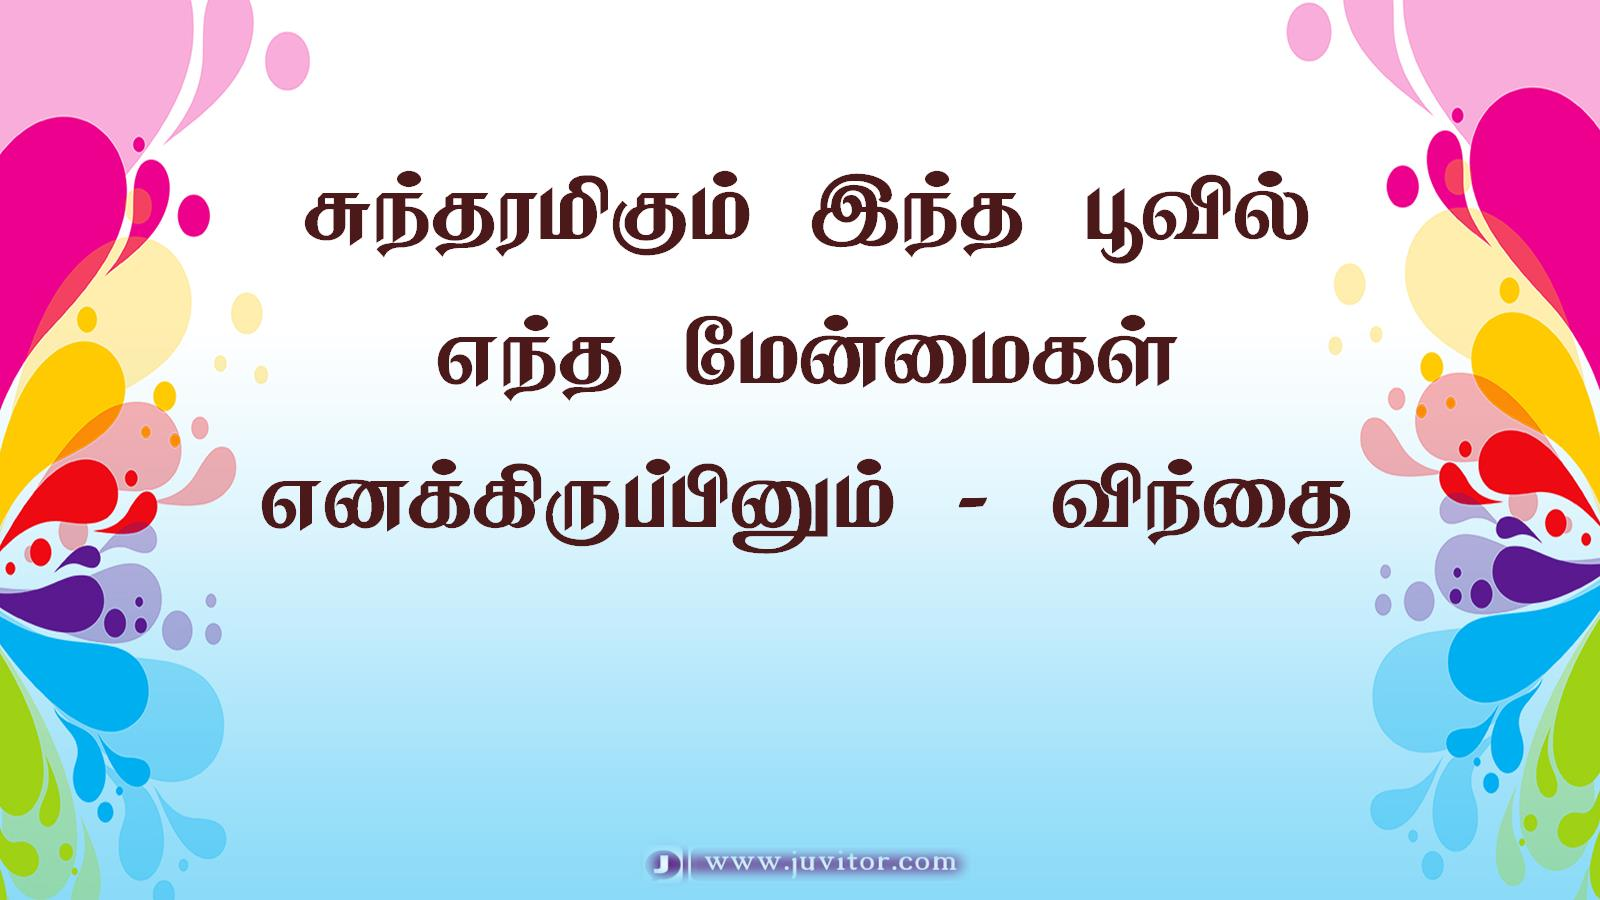 சுந்தரமிகும் இந்த பூவில்
எந்த மேன்மைகள்
எனக்கிருப்பினும் - விந்தை
J www.juvitor.com